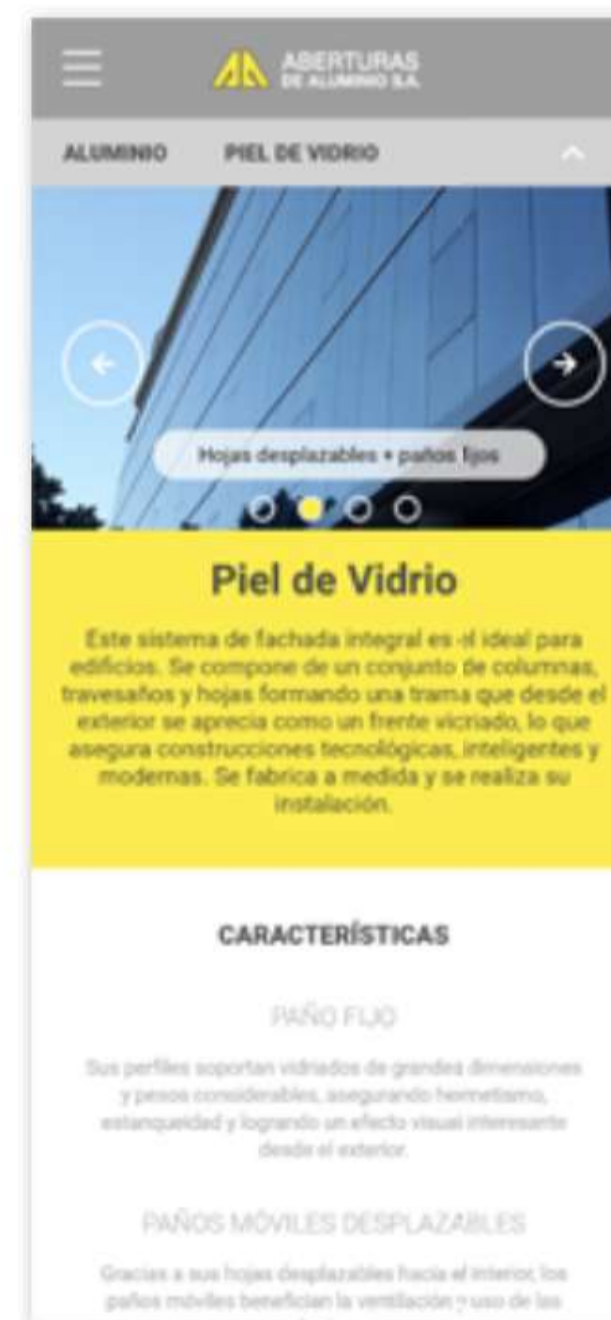 ABERTURAS
DE ALUMINIO S.A.
ALUMINIO PIEL DE VIDRIO
Hojas desplazables + paños fijos
Piel de Vidrio
Este sistema de fachada integral es el ideal para
edificios. Se compone de un conjunto de columnas,
travesaños y hojas formando una trama que desde el
exterior se aprecia como un frente vicriado, lo que
asegura construcciones tecnológicas, inteligentes y
modernas. Se fabrica a medida y se realiza su
instalación.
CARACTERÍSTICAS
PAÑO FIJO
Sus perfiles soportan vidriados de grandes dimensiones
y pesos considerables, asegurando hermetismo,
estanqueidad y logrando un efecto visual interesante
desde el exterior.
PAÑOS MÓVILES DESPLAZABLES
Gracias a sus hojas desplazables hacia el interior, los
paños móviles benefician la ventilación y uso de las